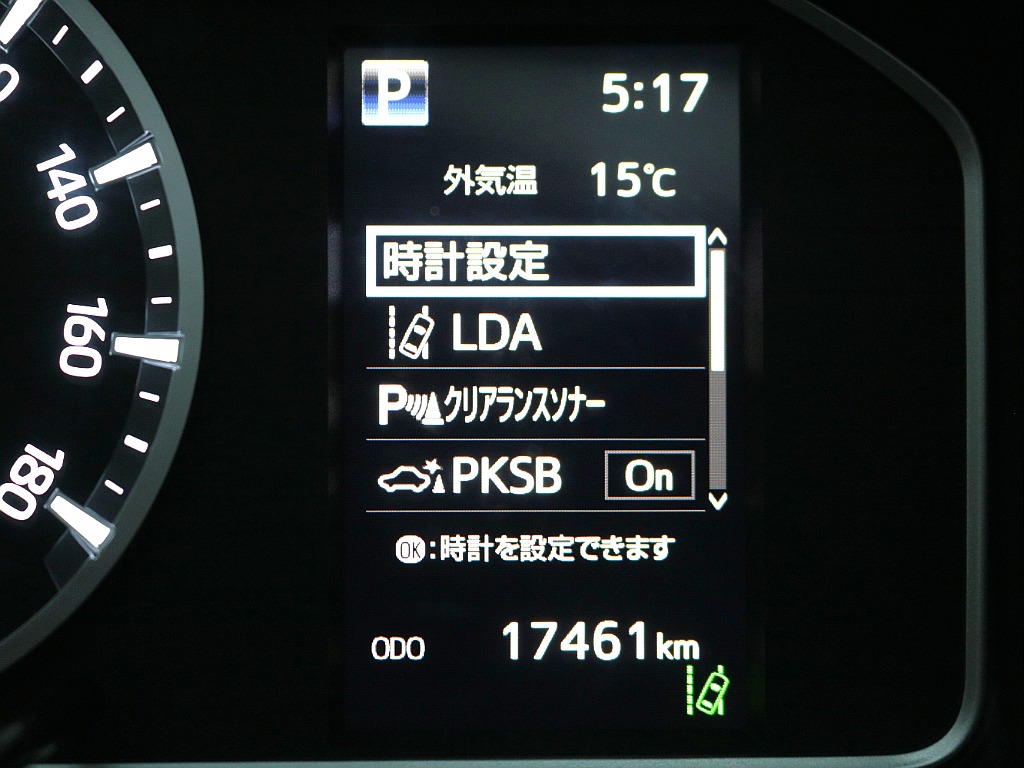 P 5:17
外気温 15℃
時計設定
LDA
Pクリアランスソナー
PKSB On
OK:時計を設定できます
ODO 17461km
140
160
180